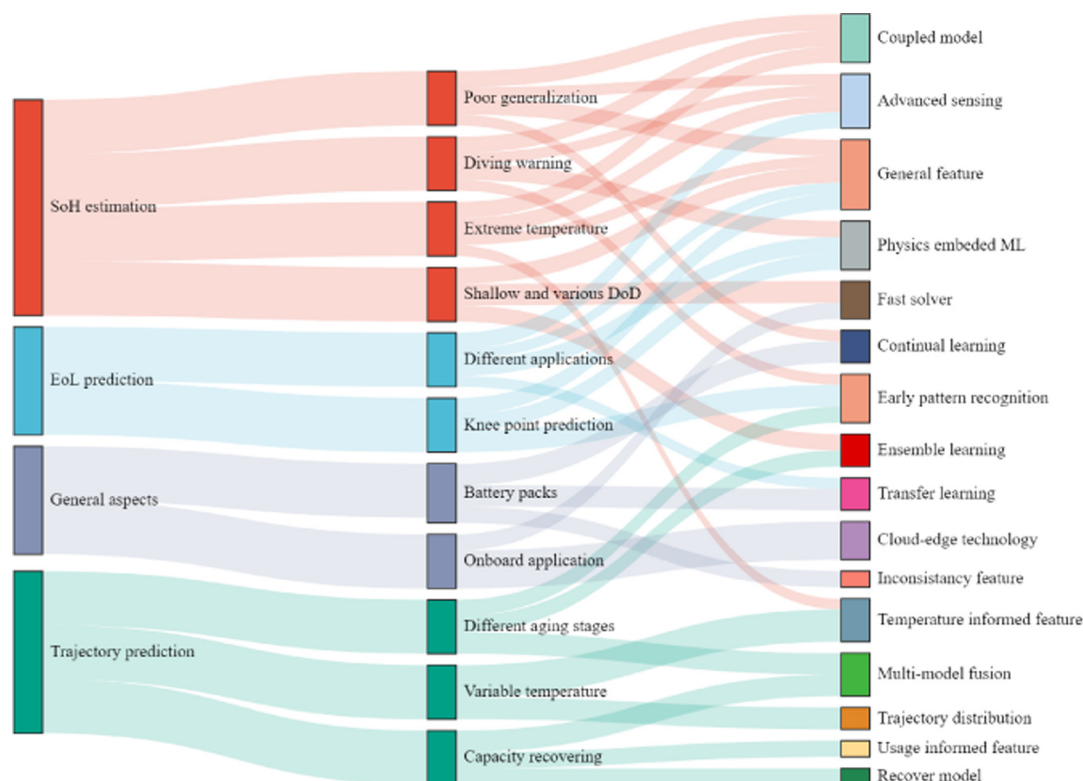 SoH estimation
EoL prediction
General aspects
Trajectory prediction
Poor generalization
Diving warning
Extreme temperature
Shallow and various DoD
Different applications
Knee point prediction
Battery packs
Onboard application
Different aging stages
Variable temperature
Capacity recovering
Coupled model
Advanced sensing
General feature
Physics embeded ML
Fast solver
Continual learning
Early pattern recognition
Ensemble learning
Transfer learning
Cloud-edge technology
Inconsistancy feature
Temperature informed feature
Multi-model fusion
Trajectory distribution
Usage informed feature
Recover model